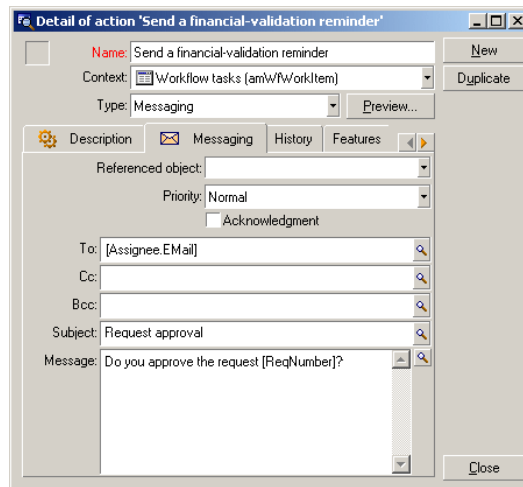 Detail of action 'Send a financial-validation reminder'
Name: Send a financial-validation reminder
New
Context: Workflow tasks (amWfWorkItem)
Duplicate
Type: Messaging
Preview...
Description Messaging History Features
Referenced object:
Priority: Normal
Acknowledgment
To: [Assignee.EMail]
Cc:
Bcc:
Subject: Request approval
Message: Do you approve the request [ReqNumber]?
Close